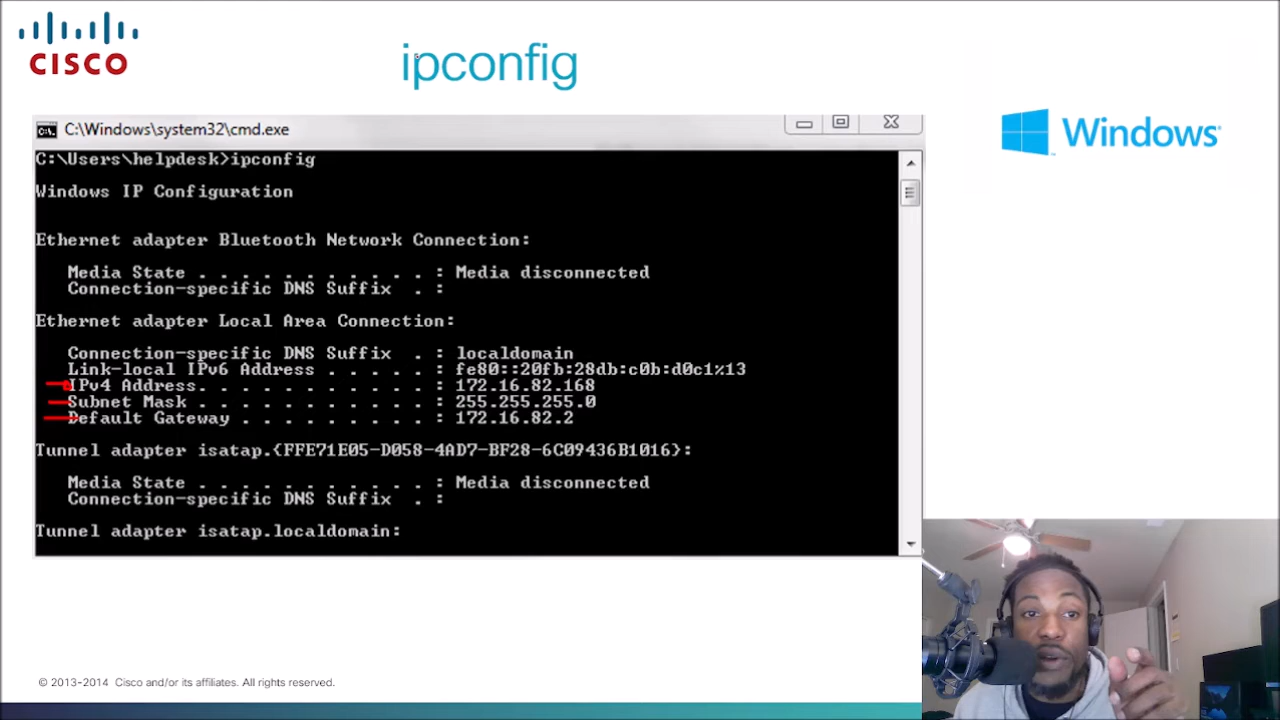 CISCO
ipconfig
Windows
C:\Windows\system32\cmd.exe
C:\Users\helpdesk>ipconfig
Windows IP Configuration
Ethernet adapter Bluetooth Network Connection:
Media State . . . . . . . . . . . : Media disconnected
Connection-specific DNS Suffix . :
Ethernet adapter Local Area Connection:
Connection-specific DNS Suffix . : localdomain
Link-local IPv6 Address . . . . . : fe80::20fb:28db:c0b:d0c1%13
IPv4 Address. . . . . . . . . . . : 172.16.82.168
Subnet Mask . . . . . . . . . . . : 255.255.255.0
Default Gateway . . . . . . . . . : 172.16.82.2
Tunnel adapter isatap.{FFE71E05-D058-4AD7-BF28-6C09436B1016}:
Media State . . . . . . . . . . . : Media disconnected
Connection-specific DNS Suffix . :
Tunnel adapter isatap.localdomain:
© 2013-2014 Cisco and/or its affiliates. All rights reserved.